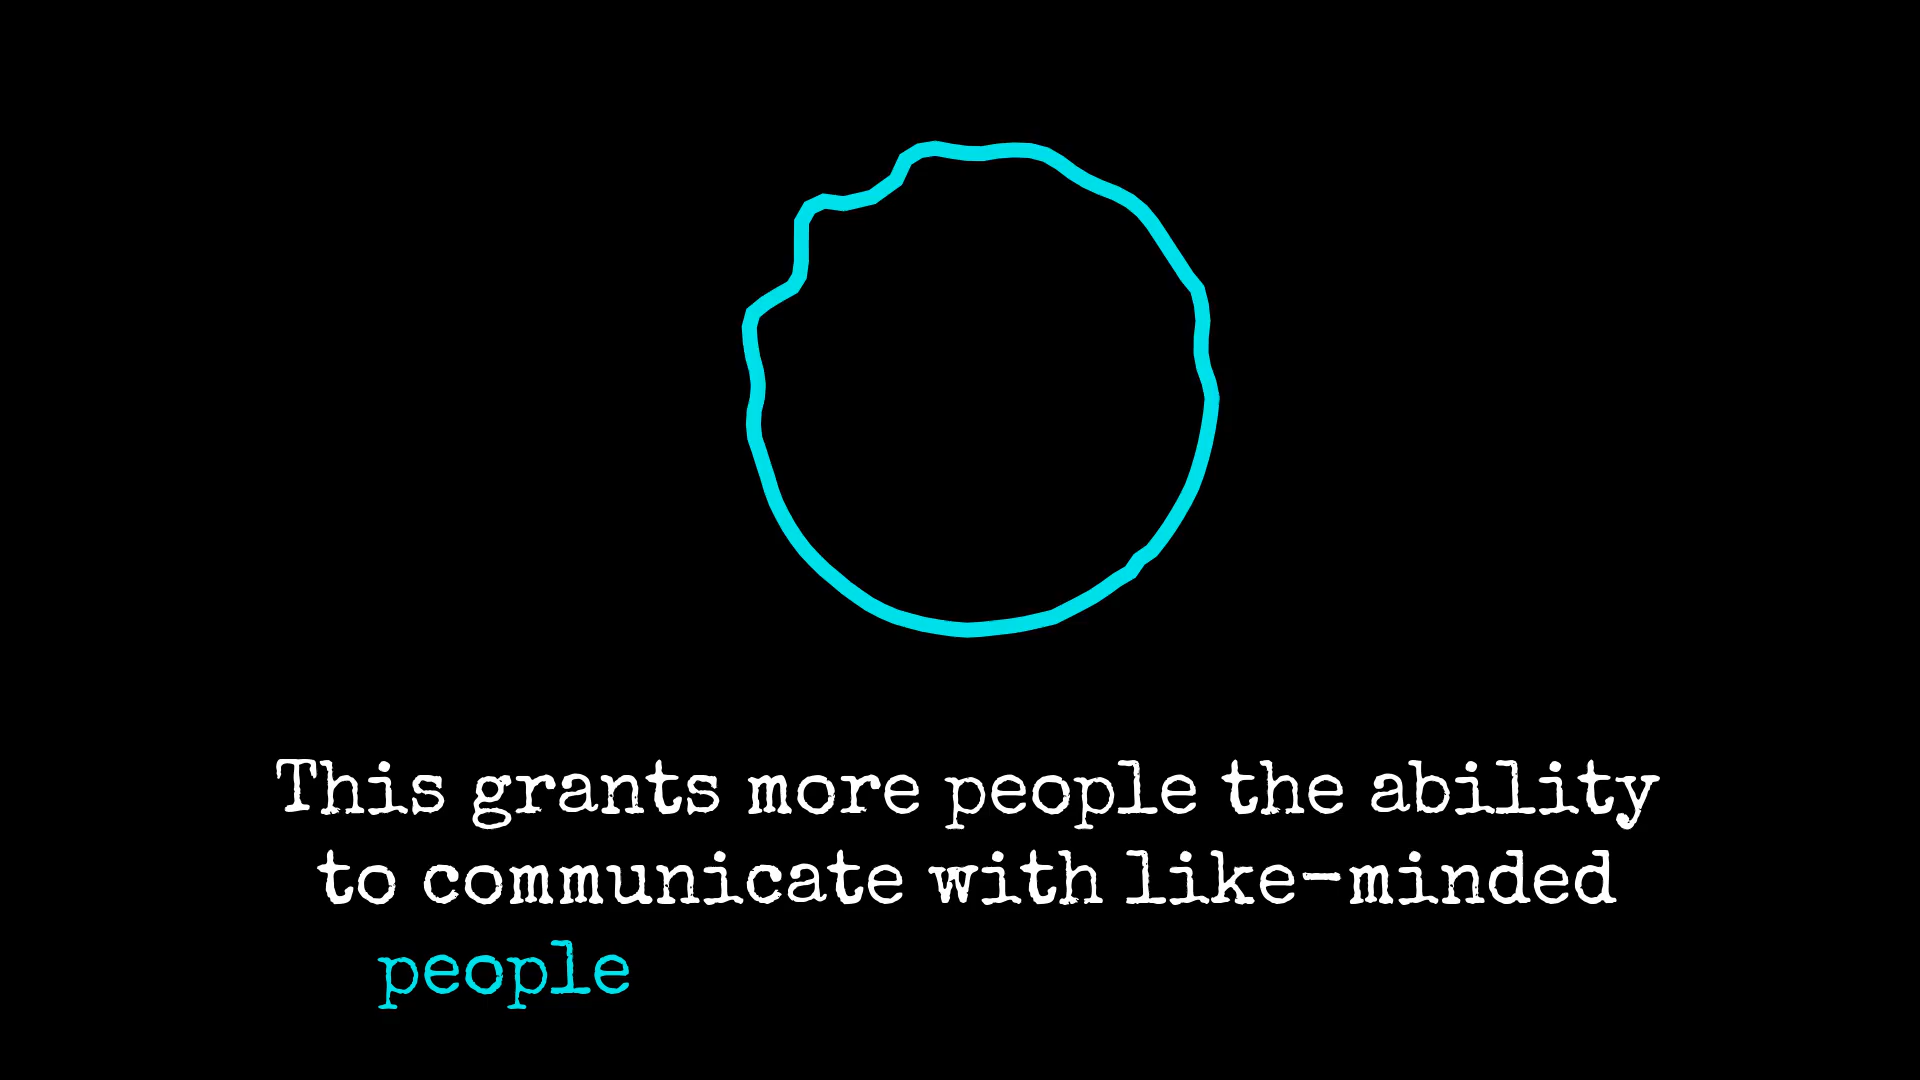 This grants more people the ability
to communicate with like-minded
people